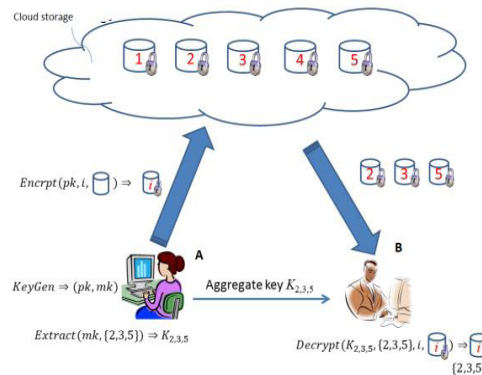 Cloud storage
1 2 3 4 5
2 3 5
Encrpt(pk, i, ) ⇒ i
A
B
KeyGen ⇒ (pk, mk)
Aggregate key K2,3,5
Extract(mk, {2,3,5}) ⇒ K2,3,5
Decrypt(K2,3,5, {2,3,5}, i, i) ⇒ i
{2,3,5